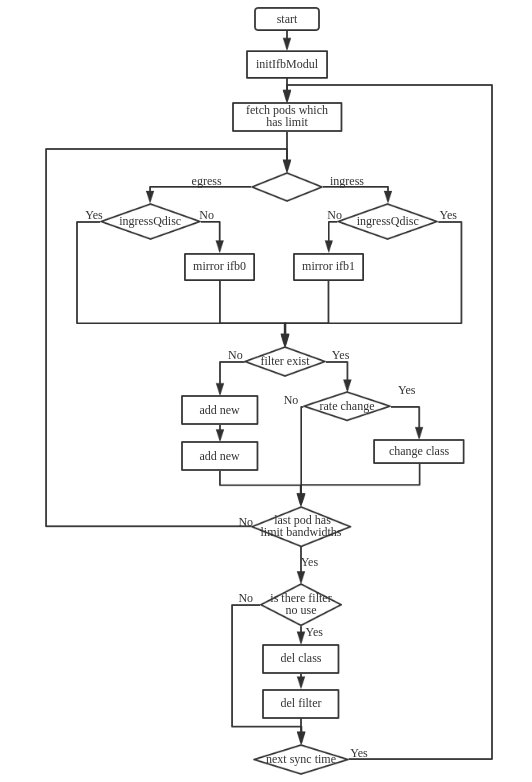 start
initIfbModul
fetch pods which
has limit
egress
ingress
Yes
ingressQdisc
No
No
ingressQdisc
Yes
mirror ifb0
mirror ifb1
No
filter exist
Yes
add new
No
rate change
Yes
add new
change class
No
last pod has
limit bandwidths
Yes
No
is there filter
no use
Yes
del class
del filter
next sync time
Yes